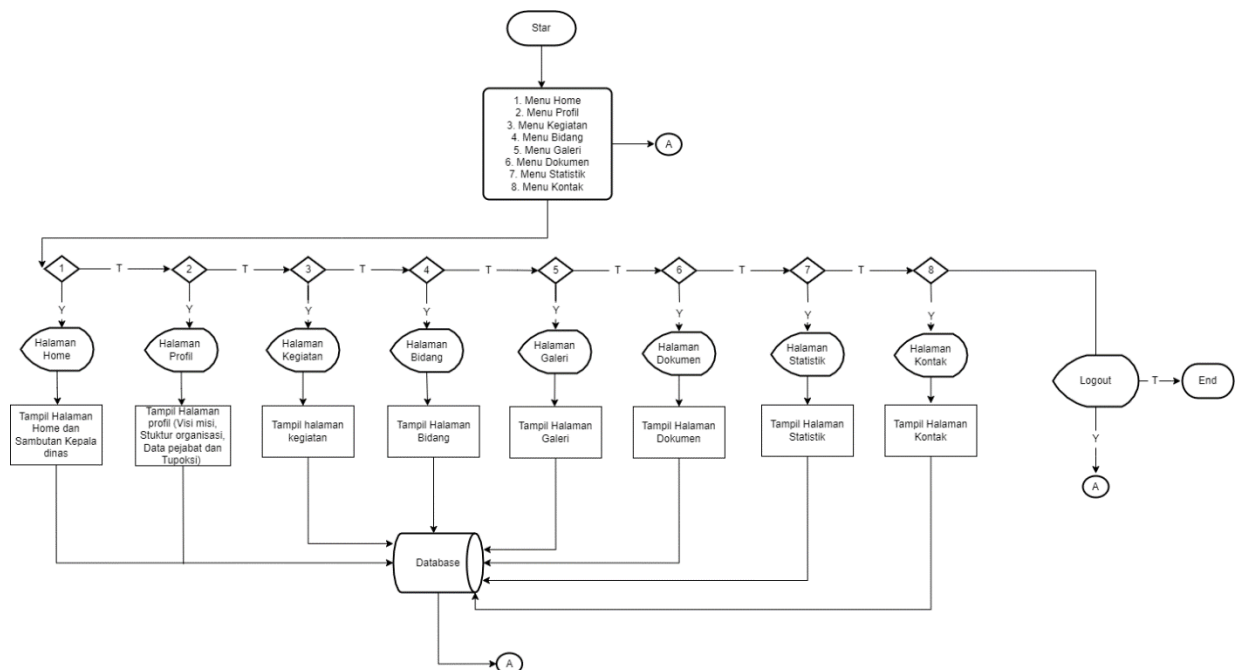 Star
1. Menu Home
2. Menu Profil
3. Menu Kegiatan
4. Menu Bidang
5. Menu Galeri
6. Menu Dokumen
7. Menu Statistik
8. Menu Kontak
A
1
T
2
T
3
T
4
T
5
T
6
T
7
T
8
Y
Y
Y
Y
Y
Y
Y
Y
Halaman
Home
Halaman
Profil
Halaman
Kegiatan
Halaman
Bidang
Halaman
Galeri
Halaman
Dokumen
Halaman
Statistik
Halaman
Kontak
Logout
T
End
Tampil Halaman
Home dan
Sambutan Kepala
dinas
Tampil Halaman
profil (Visi misi,
Stuktur organisasi,
Data pejabat dan
Tupoksi)
Tampil halaman
kegiatan
Tampil Halaman
Bidang
Tampil Halaman
Galeri
Tampil Halaman
Dokumen
Tampil Halaman
Statistik
Tampil Halaman
Kontak
Y
A
Database
A